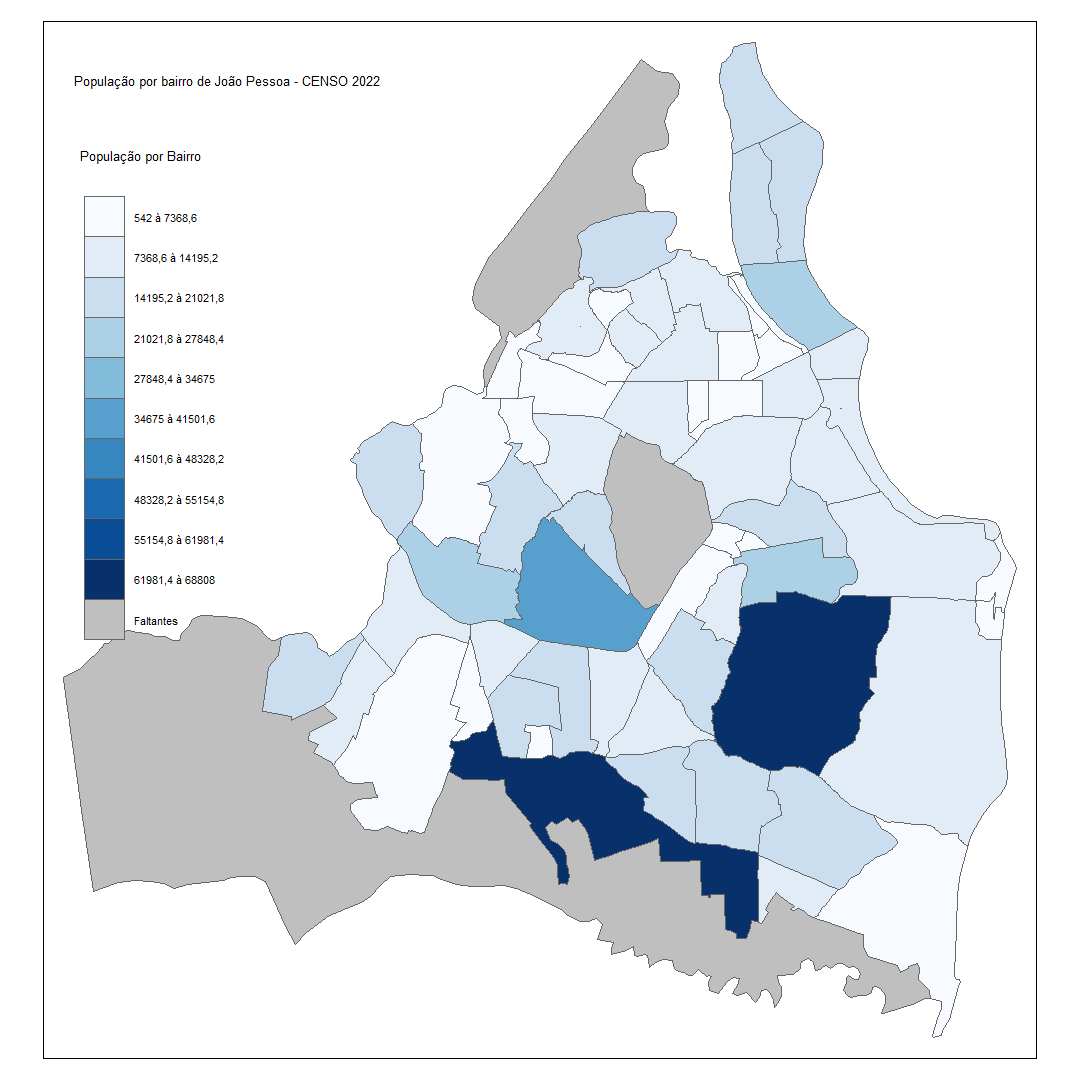 População por bairro de João Pessoa - CENSO 2022
População por Bairro
542 à 7368,6
7368,6 à 14195,2
14195,2 à 21021,8
21021,8 à 27848,4
27848,4 à 34675
34675 à 41501,6
41501,6 à 48328,2
48328,2 à 55154,8
55154,8 à 61981,4
61981,4 à 68808
Faltantes